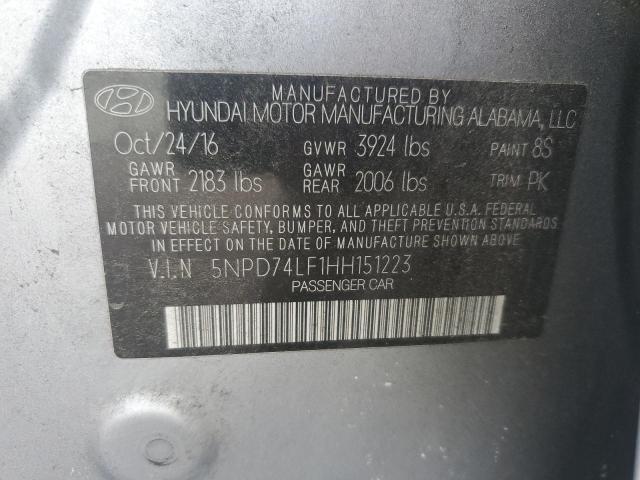 MANUFACTURED BY
HYUNDAI MOTOR MANUFACTURING ALABAMA, LLC
Oct/24/16 GVWR 3924 lbs PAINT 8S
GAWR FRONT 2183 lbs GAWR REAR 2006 lbs TRIM PK
THIS VEHICLE CONFORMS TO ALL APPLICABLE U.S.A. FEDERAL
MOTOR VEHICLE SAFETY, BUMPER, AND THEFT PREVENTION STANDARDS
IN EFFECT ON THE DATE OF MANUFACTURE SHOWN ABOVE.
V.I.N 5NPD74LF1HH151223
PASSENGER CAR